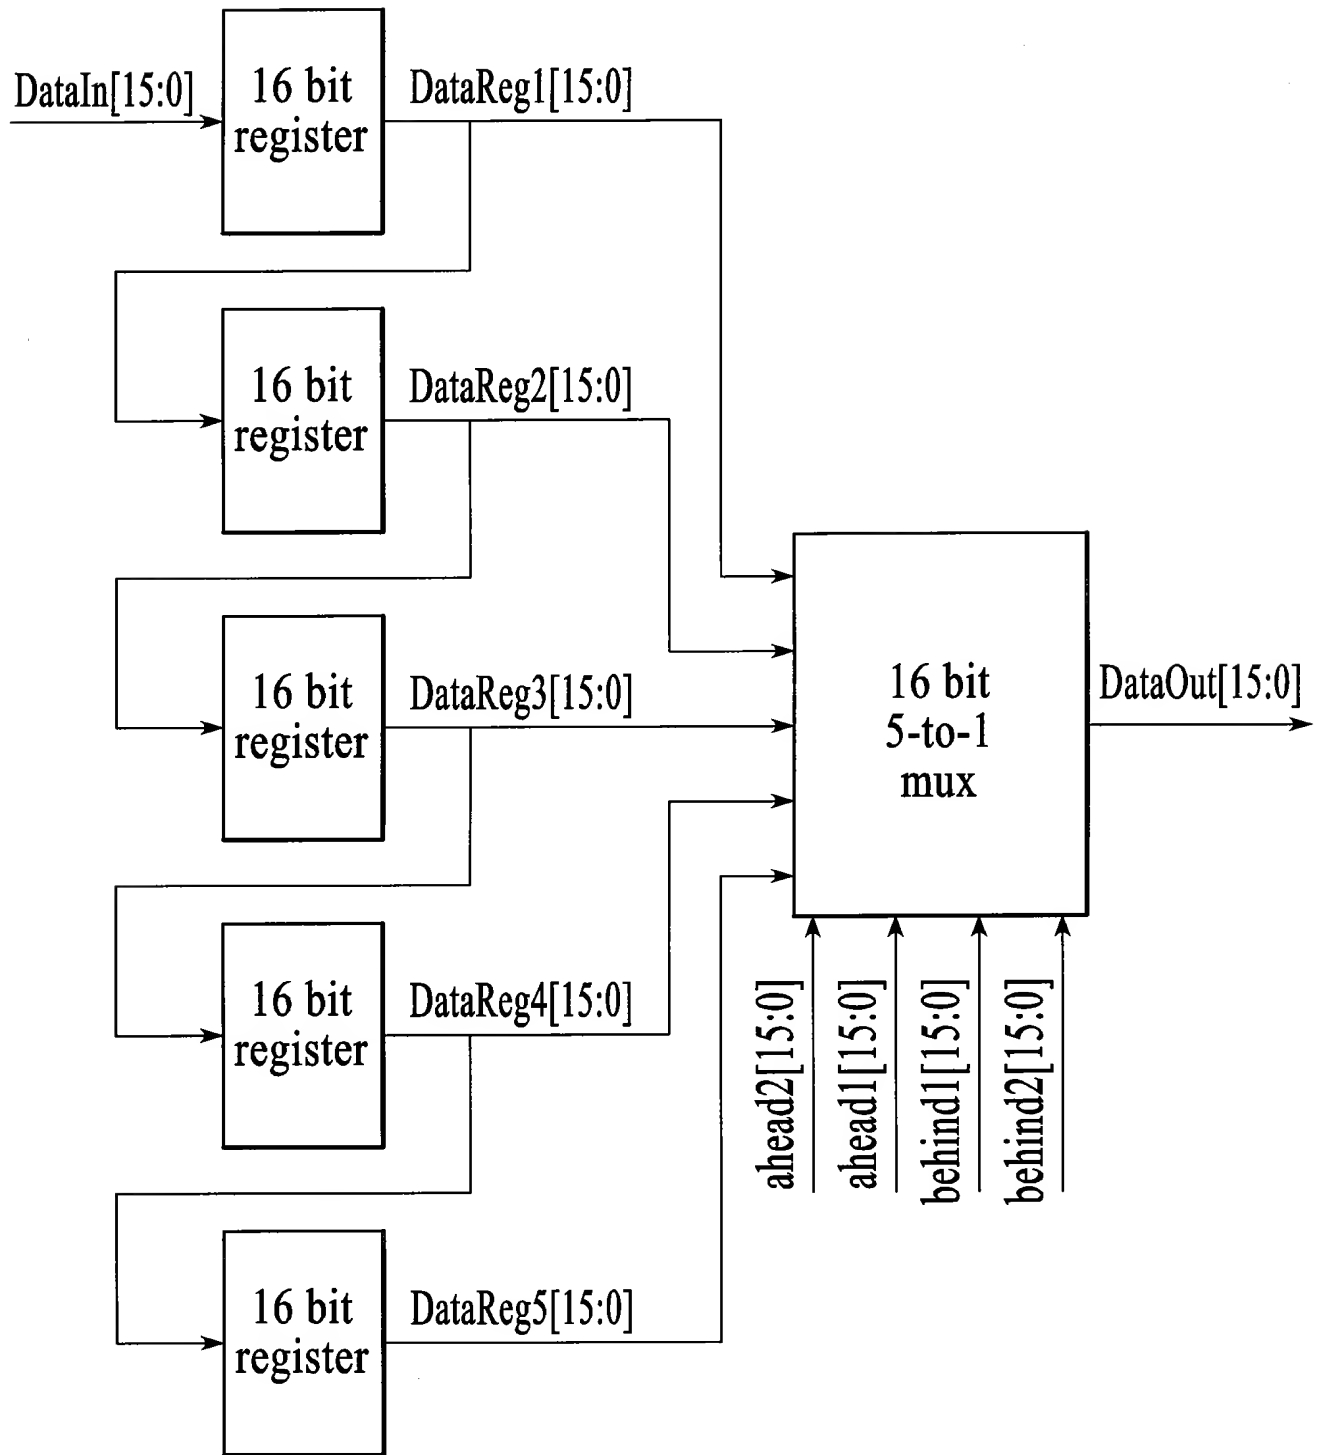 DataIn[15:0]
16 bit
register
DataReg1[15:0]
16 bit
register
DataReg2[15:0]
16 bit
register
DataReg3[15:0]
16 bit
5-to-1
mux
DataOut[15:0]
16 bit
register
DataReg4[15:0]
ahead2[15:0]
ahead1[15:0]
behind1[15:0]
behind2[15:0]
16 bit
register
DataReg5[15:0]